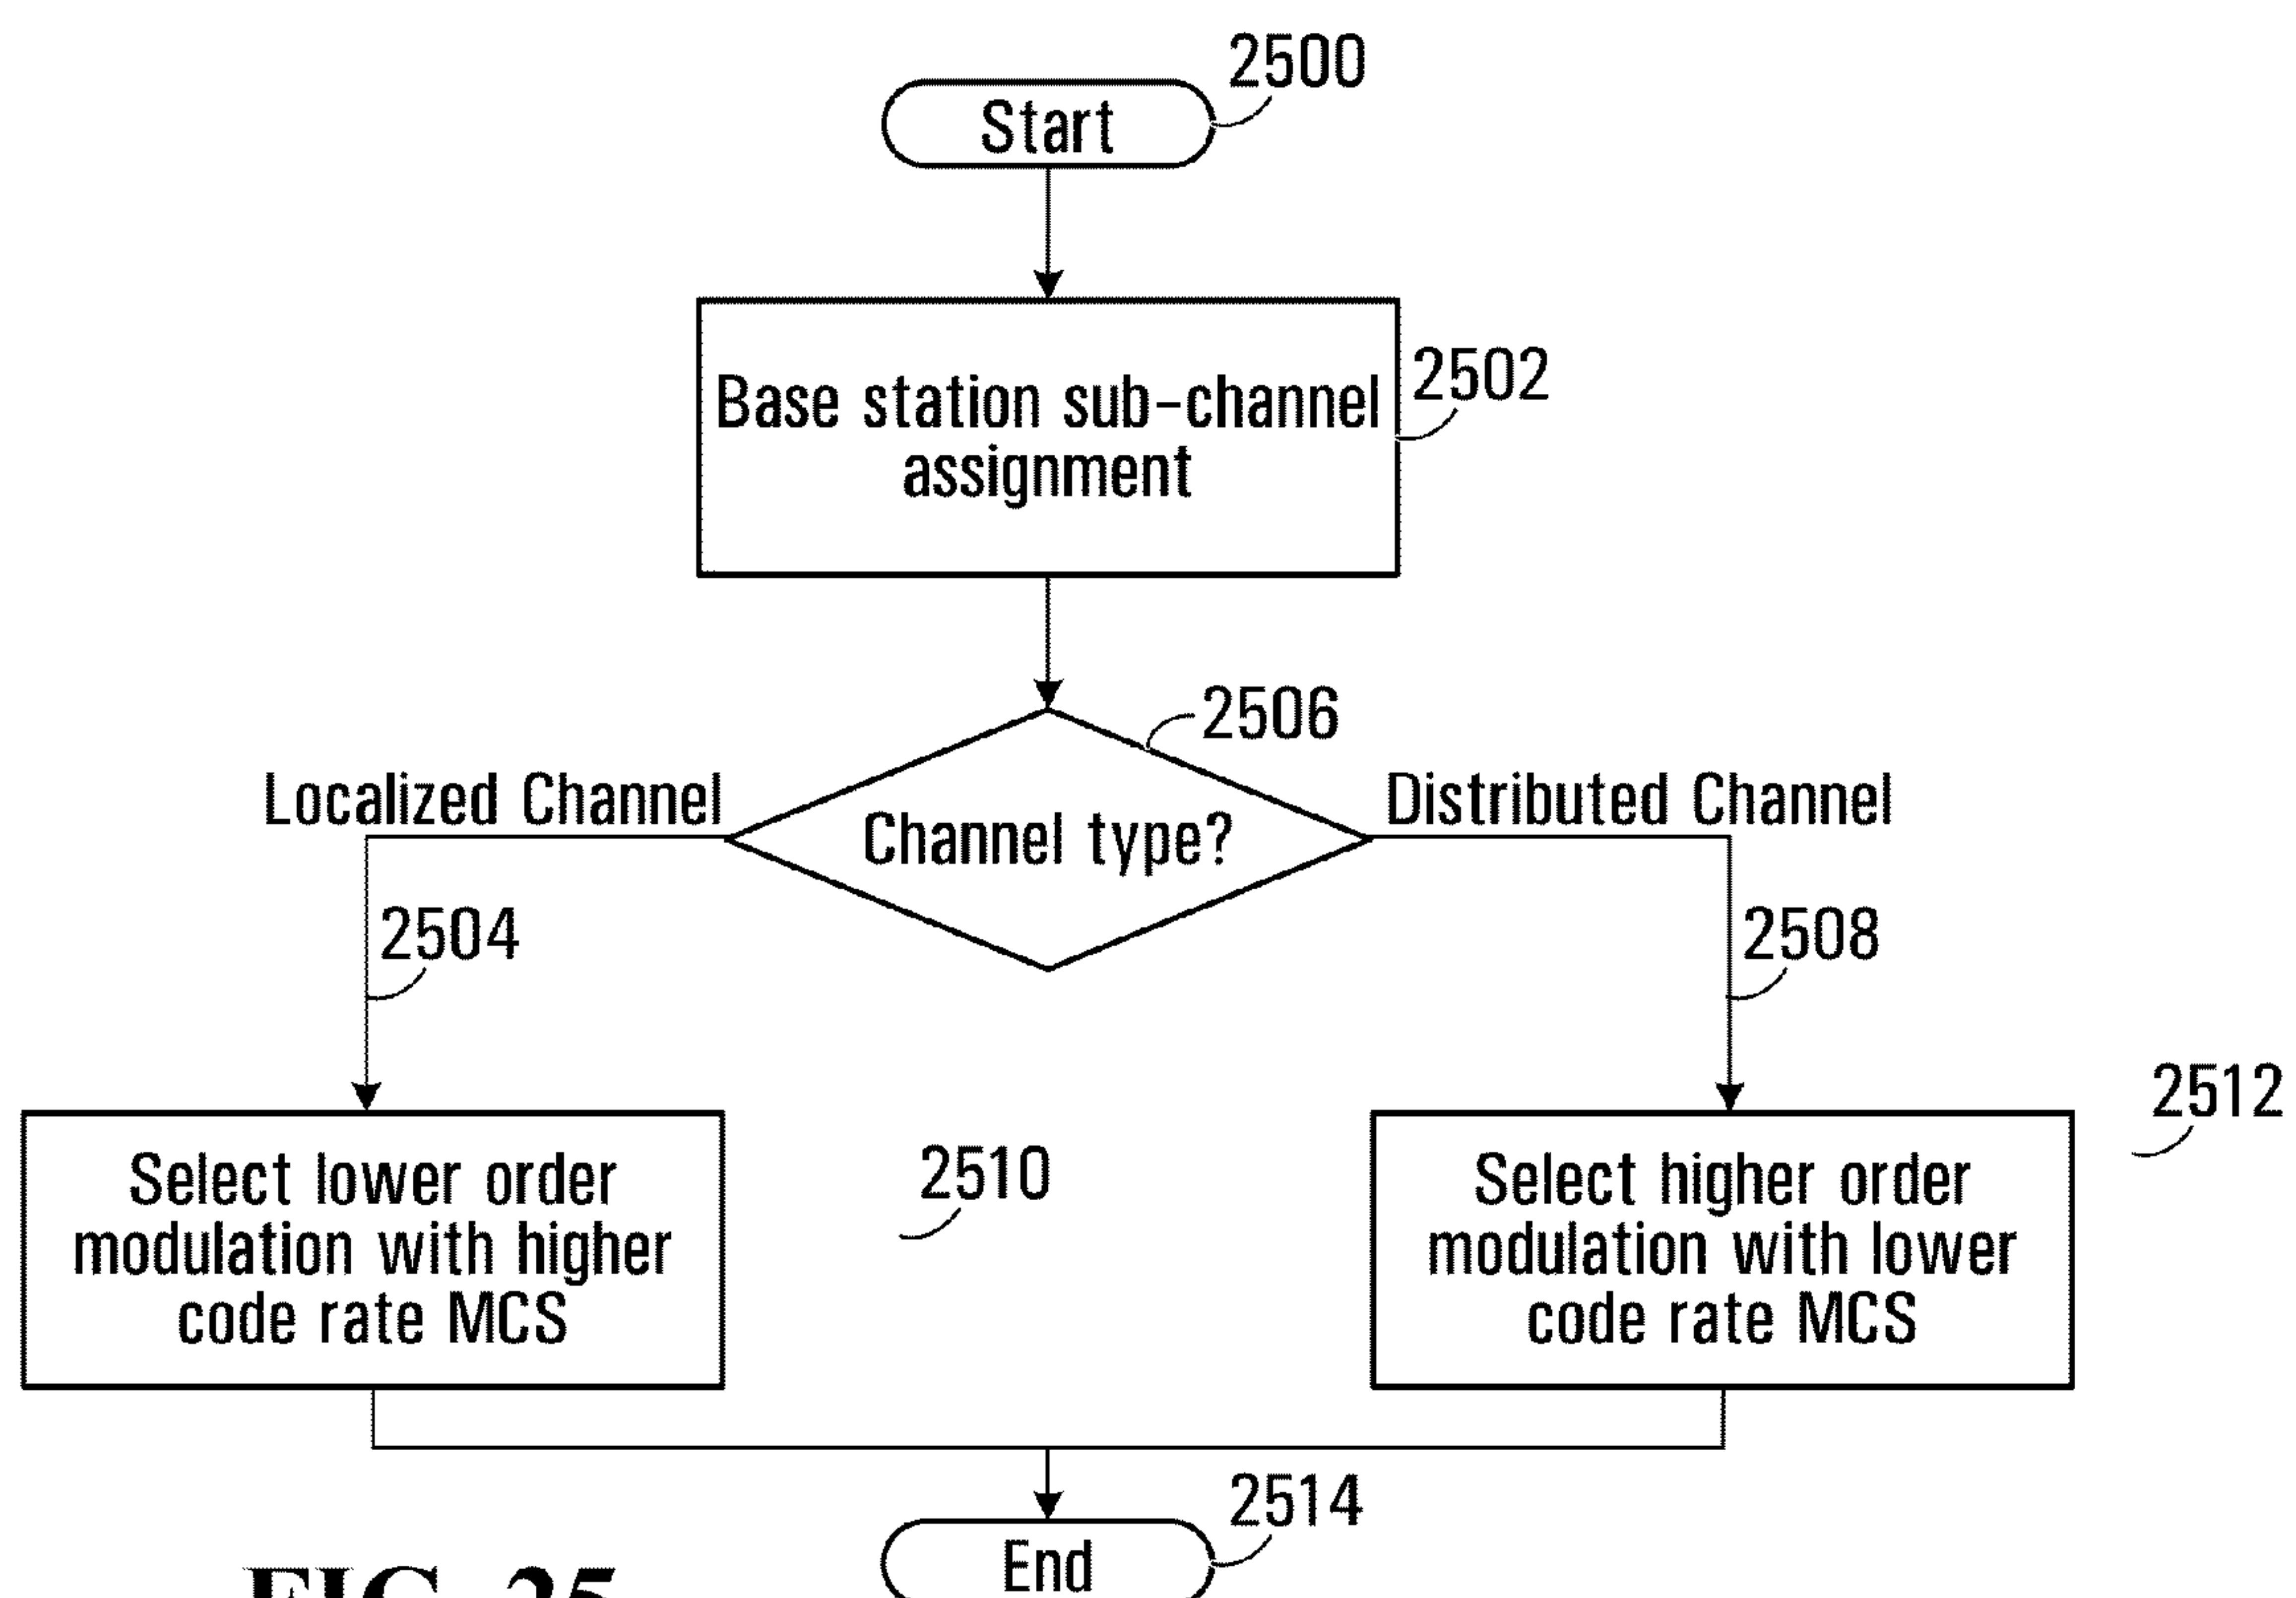 2500
Start
Base station sub-channel
assignment
2502
2506
Localized Channel
Channel type?
Distributed Channel
2504
2508
2512
2510
Select lower order
modulation with higher
code rate MCS
Select higher order
modulation with lower
code rate MCS
2514
End
FIG. 25